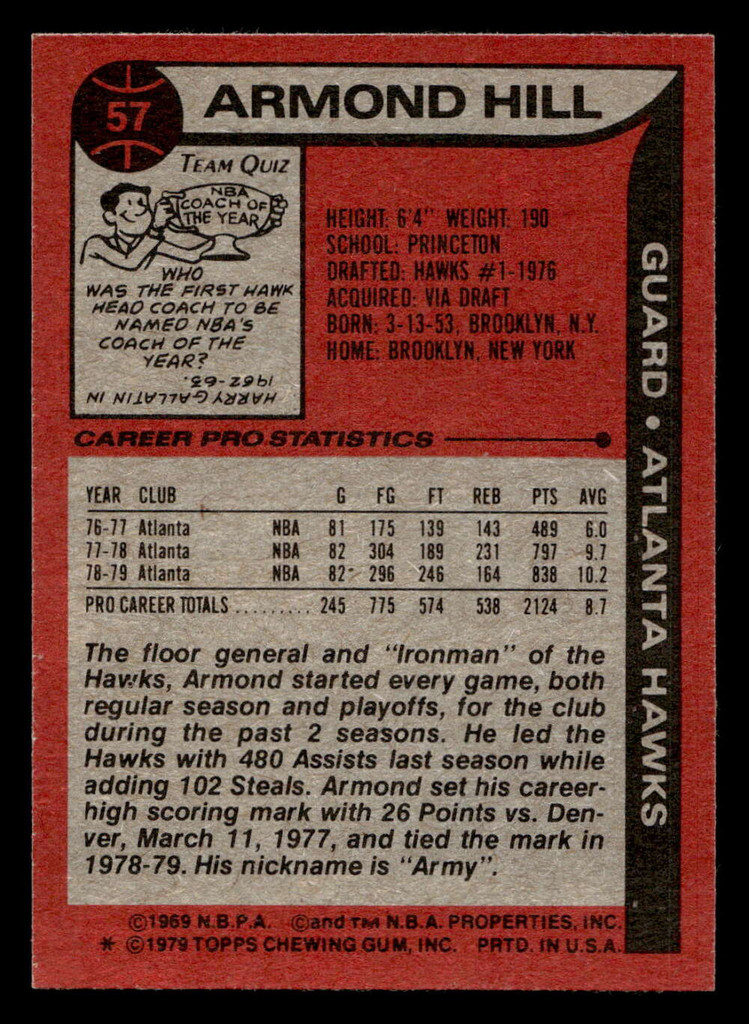 57
ARMOND HILL
TEAM QUIZ
NBA
COACH OF
THE YEAR
WHO
WAS THE FIRST HAWK
HEAD COACH TO BE
NAMED NBA'S
COACH OF THE
YEAR?
HARRY GALLATIN IN
1962-63.
HEIGHT: 6'4" WEIGHT: 190
SCHOOL: PRINCETON
DRAFTED: HAWKS #1-1976
ACQUIRED: VIA DRAFT
BORN: 3-13-53, BROOKLYN, N.Y.
HOME: BROOKLYN, NEW YORK
GUARD • ATLANTA HAWKS
CAREER PRO STATISTICS
YEAR CLUB G FG FT REB PTS AVG
76-77 Atlanta NBA 81 175 139 143 489 6.0
77-78 Atlanta NBA 82 304 189 231 797 9.7
78-79 Atlanta NBA 82 296 246 164 838 10.2
PRO CAREER TOTALS ......... 245 775 574 538 2124 8.7
The floor general and "Ironman" of the
Hawks, Armond started every game, both
regular season and playoffs, for the club
during the past 2 seasons. He led the
Hawks with 480 Assists last season while
adding 102 Steals. Armond set his career-
high scoring mark with 26 Points vs. Den-
ver, March 11, 1977, and tied the mark in
1978-79. His nickname is "Army".
©1969 N.B.P.A. ©and TM N.B.A. PROPERTIES, INC.
* ©1979 TOPPS CHEWING GUM, INC. PRTD. IN U.S.A.